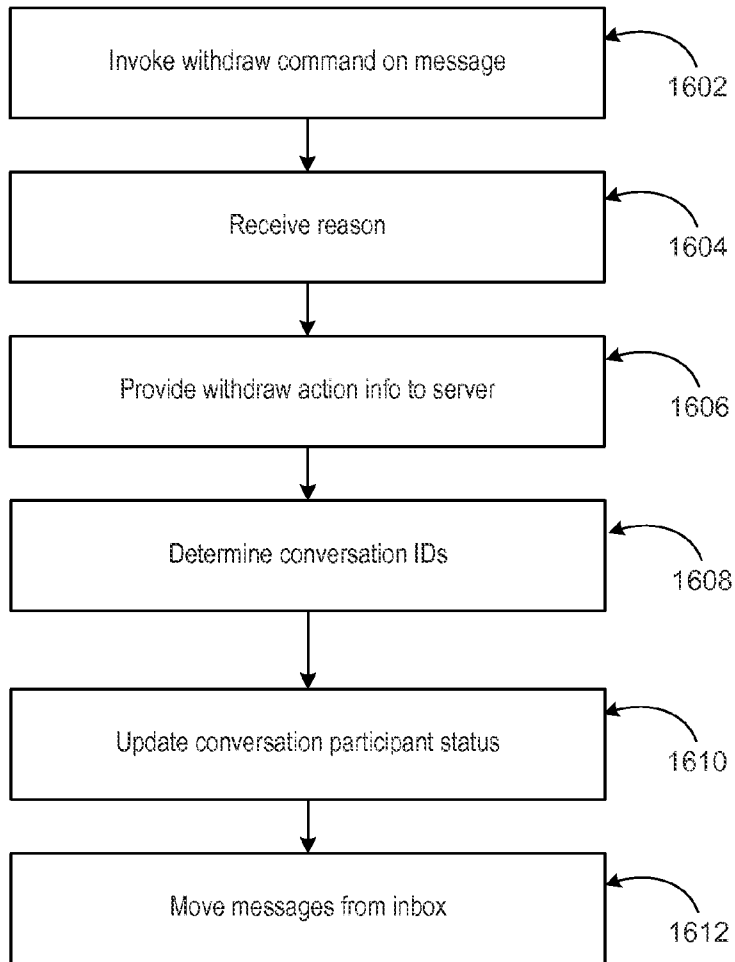 Invoke withdraw command on message
1602
Receive reason
1604
Provide withdraw action info to server
1606
Determine conversation IDs
1608
Update conversation participant status
1610
Move messages from inbox
1612